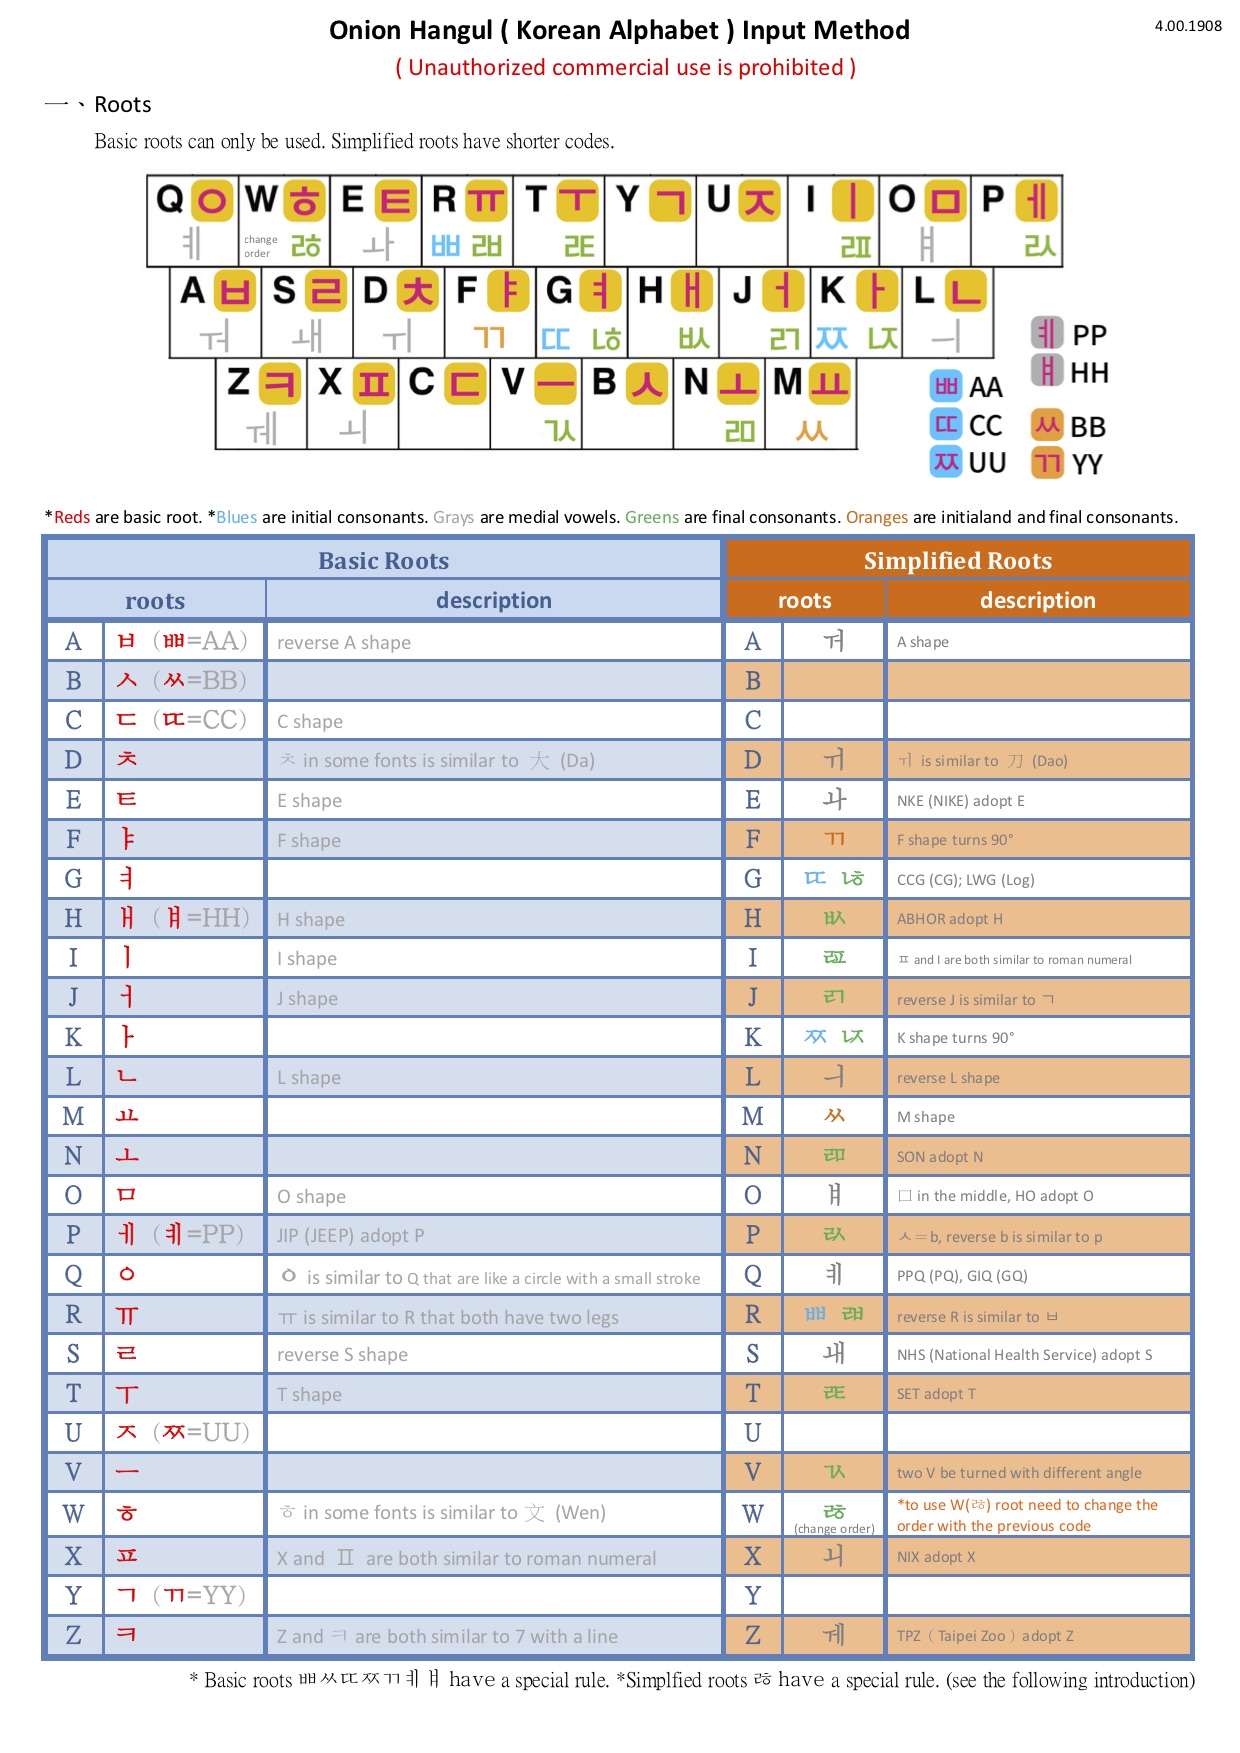 Onion Hangul ( Korean Alphabet ) Input Method
4.00.1908
( Unauthorized commercial use is prohibited )
一、Roots
Basic roots can only be used. Simplified roots have shorter codes.
Q ㅇ W ㅎ E ㅌ R ㅠ T ㅜ Y ㄱ U ㅈ I ㅣ O ㅁ P ㅔ
ㅖ change order ㅀ ㅘ ㅃ ㄼ ㄾ ㄿ ㅒ ㄽ
A ㅂ S ㄹ D ㅊ F ㅑ G ㅕ H ㅐ J ㅓ K ㅏ L ㄴ
ㅝ ㅙ ㅟ ㄲ ㄸ ㄶ ㅄ ㄺ ㅉ ㄵ ㅢ
Z ㅋ X ㅍ C ㄷ V ㅡ B ㅅ N ㅗ M ㅛ
ㅞ ㅚ ㄳ ㄻ ㅆ
ㅖ PP
ㅒ HH
ㅃ AA
ㄸ CC ㅆ BB
ㅉ UU ㄲ YY
*Reds are basic root. *Blues are initial consonants. Grays are medial vowels. Greens are final consonants. Oranges are initialand and final consonants.
Basic Roots Simplified Roots
roots description roots description
A ㅂ (ㅃ=AA) reverse A shape A ㅝ A shape
B ㅅ (ㅆ=BB) B
C ㄷ (ㄸ=CC) C shape C
D ㅊ ㅊ in some fonts is similar to 大 (Da) D ㅟ ㅟ is similar to 刀 (Dao)
E ㅌ E shape E ㅘ NKE (NIKE) adopt E
F ㅑ F shape F ㄲ F shape turns 90°
G ㅕ G ㄸ ㄶ CCG (CG); LWG (Log)
H ㅐ (ㅒ=HH) H shape H ㅄ ABHOR adopt H
I ㅣ I shape I ㄿ ㅍ and I are both similar to roman numeral
J ㅓ J shape J ㄺ reverse J is similar to ㄱ
K ㅏ K ㅉ ㄵ K shape turns 90°
L ㄴ L shape L ㅢ reverse L shape
M ㅛ M ㅆ M shape
N ㅗ N ㄻ SON adopt N
O ㅁ O shape O ㅒ 口 in the middle, HO adopt O
P ㅔ (ㅖ=PP) JIP (JEEP) adopt P P ㄽ ㅅ=b, reverse b is similar to p
Q ㅇ ㅇ is similar to Q that are like a circle with a small stroke Q ㅖ PPQ (PQ), GIQ (GQ)
R ㅠ ㅠ is similar to R that both have two legs R ㅃ ㄼ reverse R is similar to ㅂ
S ㄹ reverse S shape S ㅙ NHS (National Health Service) adopt S
T ㅜ T shape T ㄾ SET adopt T
U ㅈ (ㅉ=UU) U
V ㅡ V ㄳ two V be turned with different angle
W ㅎ ㅎ in some fonts is similar to 文 (Wen) W ㅀ (change order) *to use W(ㅀ) root need to change the
order with the previous code
X ㅍ X and Ⅱ are both similar to roman numeral X ㅚ NIX adopt X
Y ㄱ (ㄲ=YY) Y
Z ㅋ Z and ㅋ are both similar to 7 with a line Z ㅞ TPZ ( Taipei Zoo ) adopt Z
* Basic roots ㅃㅆㄸㅉㄲㅖㅒ have a special rule. *Simplfied roots ㅀ have a special rule. (see the following introduction)